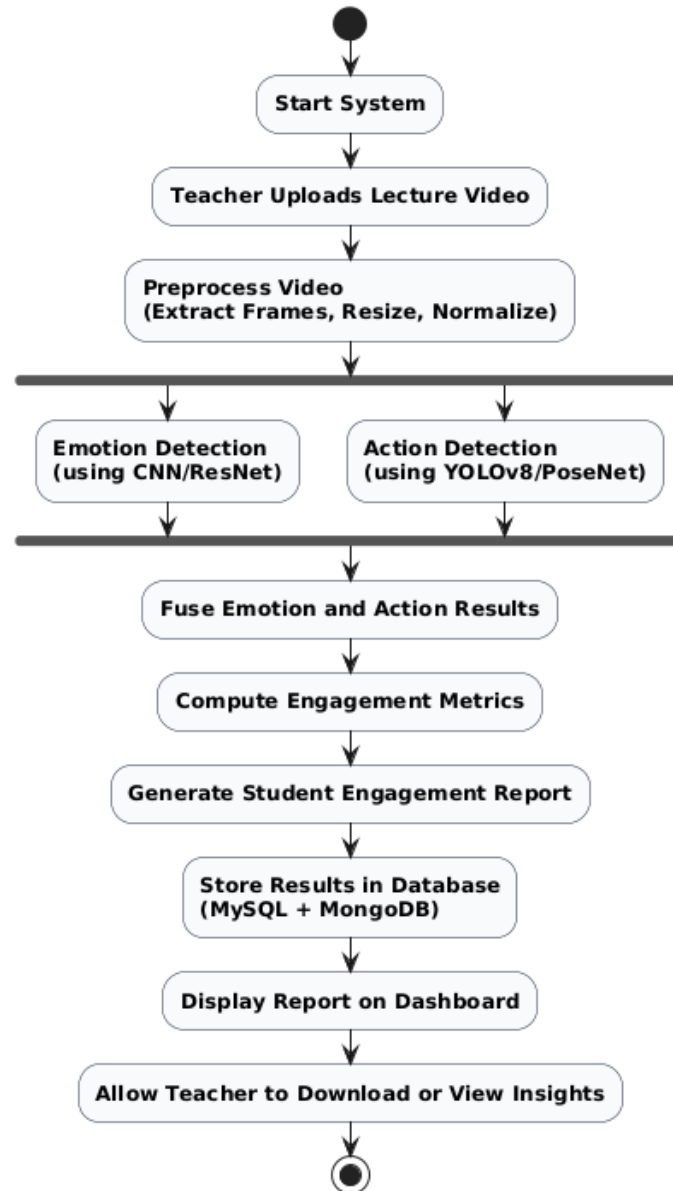 Start System
Teacher Uploads Lecture Video
Preprocess Video
(Extract Frames, Resize, Normalize)
Emotion Detection
(using CNN/ResNet)
Action Detection
(using YOLOv8/PoseNet)
Fuse Emotion and Action Results
Compute Engagement Metrics
Generate Student Engagement Report
Store Results in Database
(MySQL + MongoDB)
Display Report on Dashboard
Allow Teacher to Download or View Insights